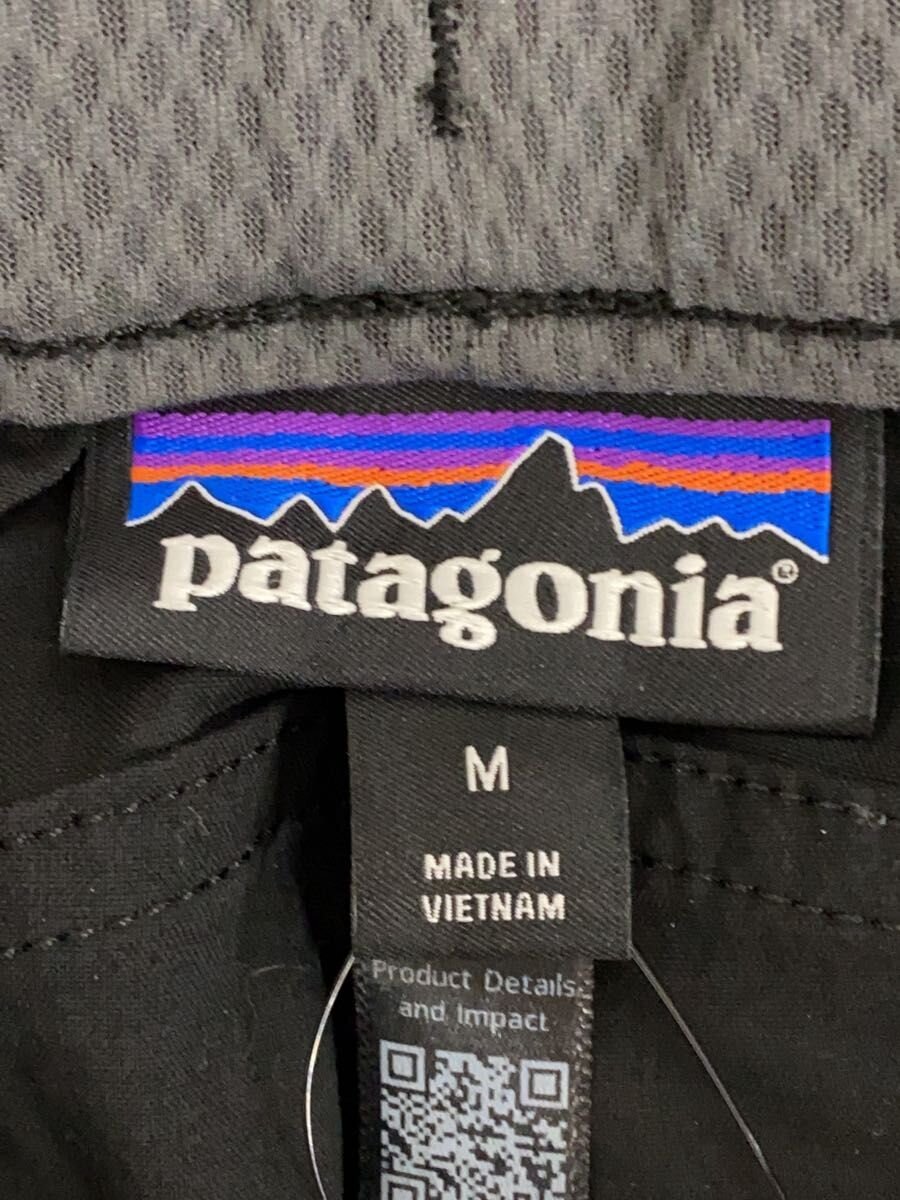 patagonia®
M
MADE IN
VIETNAM
Product Details
and Impact